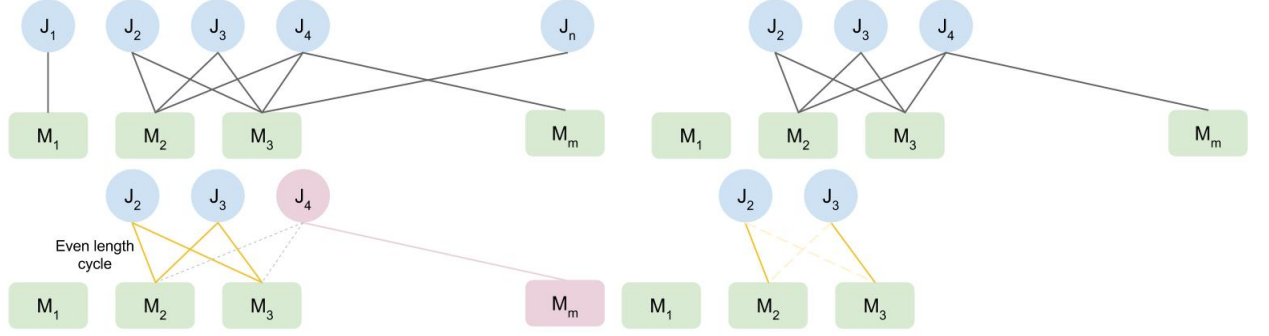 J1 J2 J3 J4 Jn
M1 M2 M3 Mm
J2 J3 J4
M1 M2 M3 Mm
J2 J3 J4
Even length
cycle
M1 M2 M3 Mm
J2 J3
M1 M2 M3